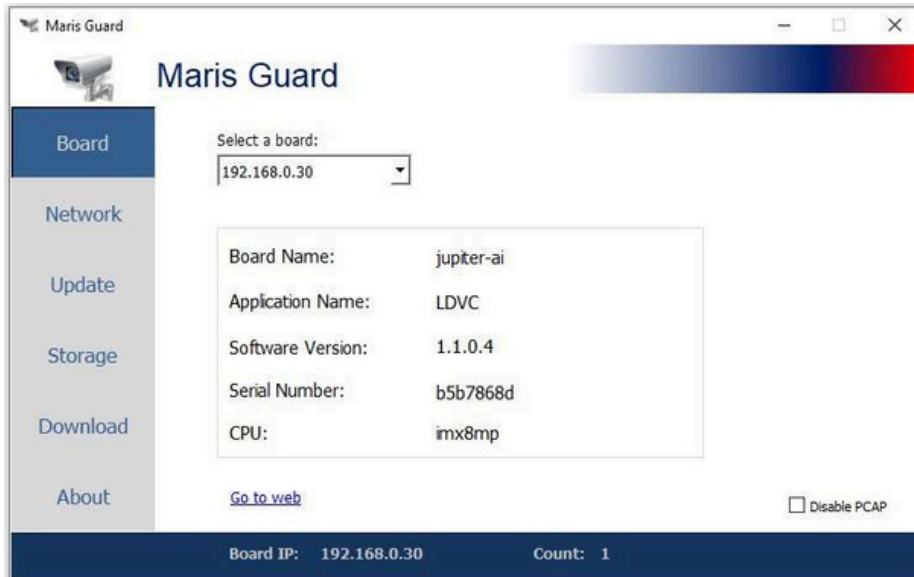 Maris Guard
Maris Guard
Board
Network
Update
Storage
Download
About
Select a board:
192.168.0.30
Board Name: jupiter-ai
Application Name: LDVC
Software Version: 1.1.0.4
Serial Number: b5b7868d
CPU: imx8mp
Go to web
Disable PCAP
Board IP: 192.168.0.30 Count: 1